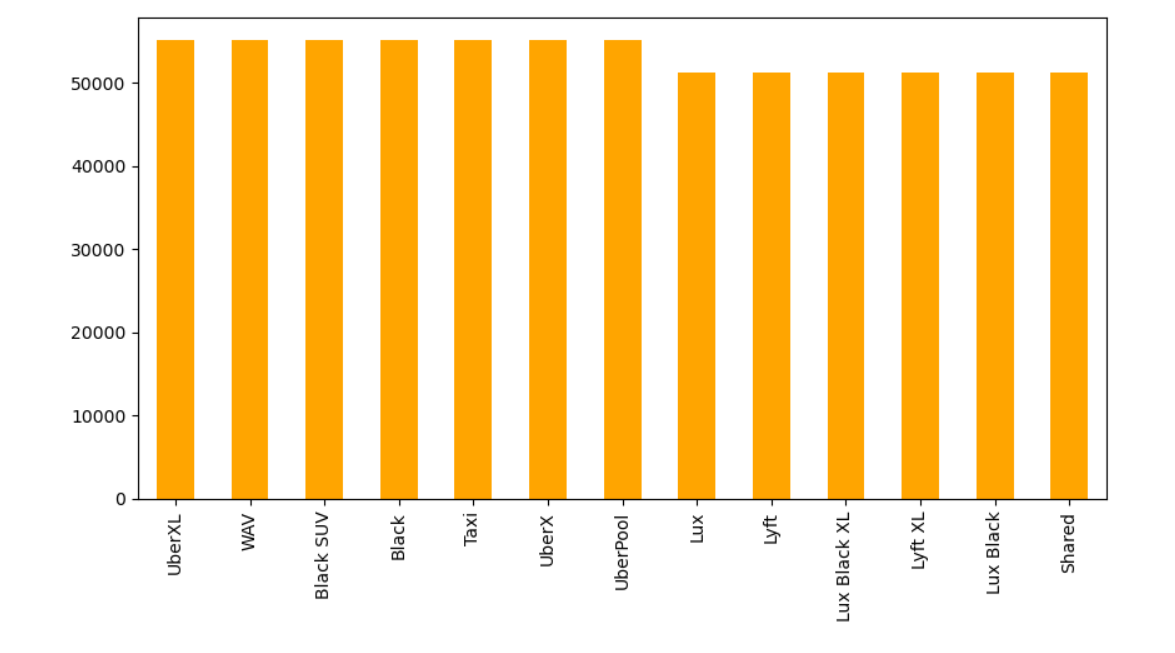 50000
40000
30000
20000
10000
0
UberXL
WAV
Black SUV
Black
Taxi
UberX
UberPool
Lux
Lyft
Lux Black XL
Lyft XL
Lux Black
Shared